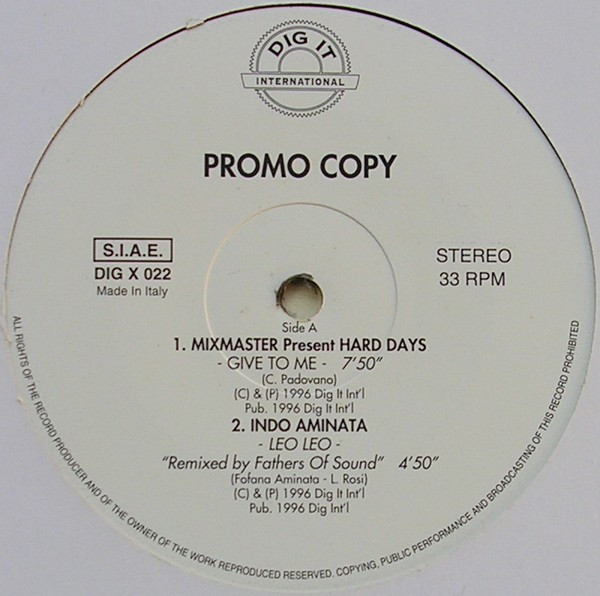 DIG IT
INTERNATIONAL
PROMO COPY
S.I.A.E.
DIG X 022
Made In Italy
STEREO
33 RPM
Side A
1. MIXMASTER Present HARD DAYS
- GIVE TO ME - 7'50"
(C. Padovano)
(C) & (P) 1996 Dig It Int'l
Pub. 1996 Dig It Int'l
2. INDO AMINATA
- LEO LEO -
"Remixed by Fathers Of Sound" 4'50"
(Fofana Aminata - L. Rosi)
(C) & (P) 1996 Dig It Int'l
Pub. 1996 Dig Int'l
ALL RIGHTS OF THE RECORD PRODUCER AND OF THE OWNER OF THE WORK REPRODUCED RESERVED. COPYING, PUBLIC PERFORMANCE AND BROADCASTING OF THIS RECORD PROHIBITED